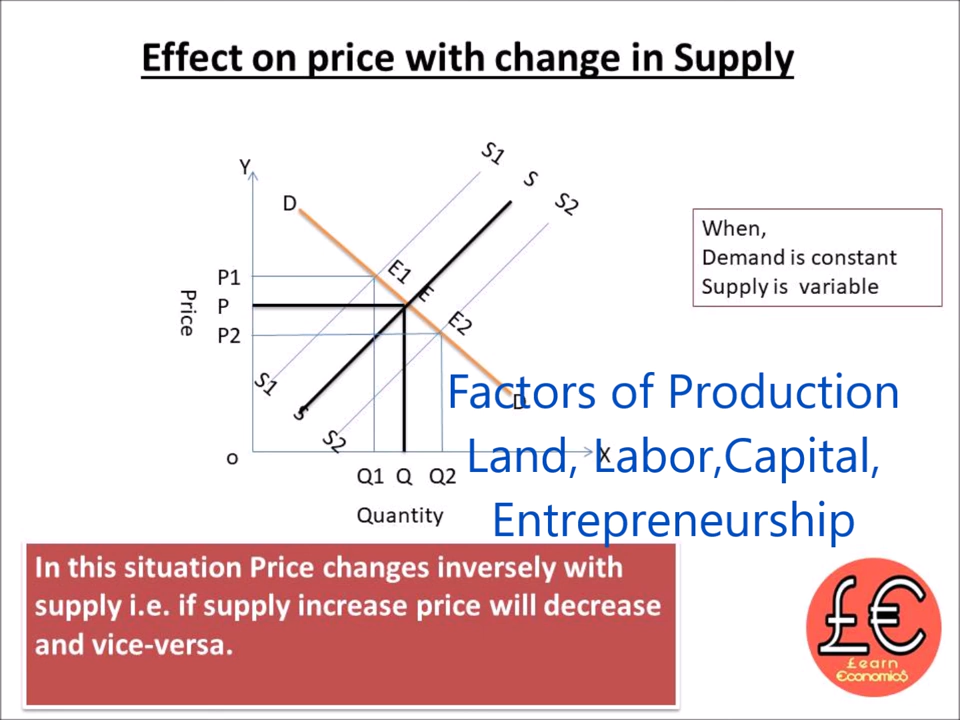 Effect on price with change in Supply
Y
S1
S
S2
D
When,
Demand is constant
Supply is variable
P1
E1
P
E
Price
P2
E2
S1
S
S2
D
Factors of Production
Land, Labor,Capital,
Entrepreneurship
o
X
Q1 Q Q2
Quantity
In this situation Price changes inversely with
supply i.e. if supply increase price will decrease
and vice-versa.
£€
£earn
€conomic$